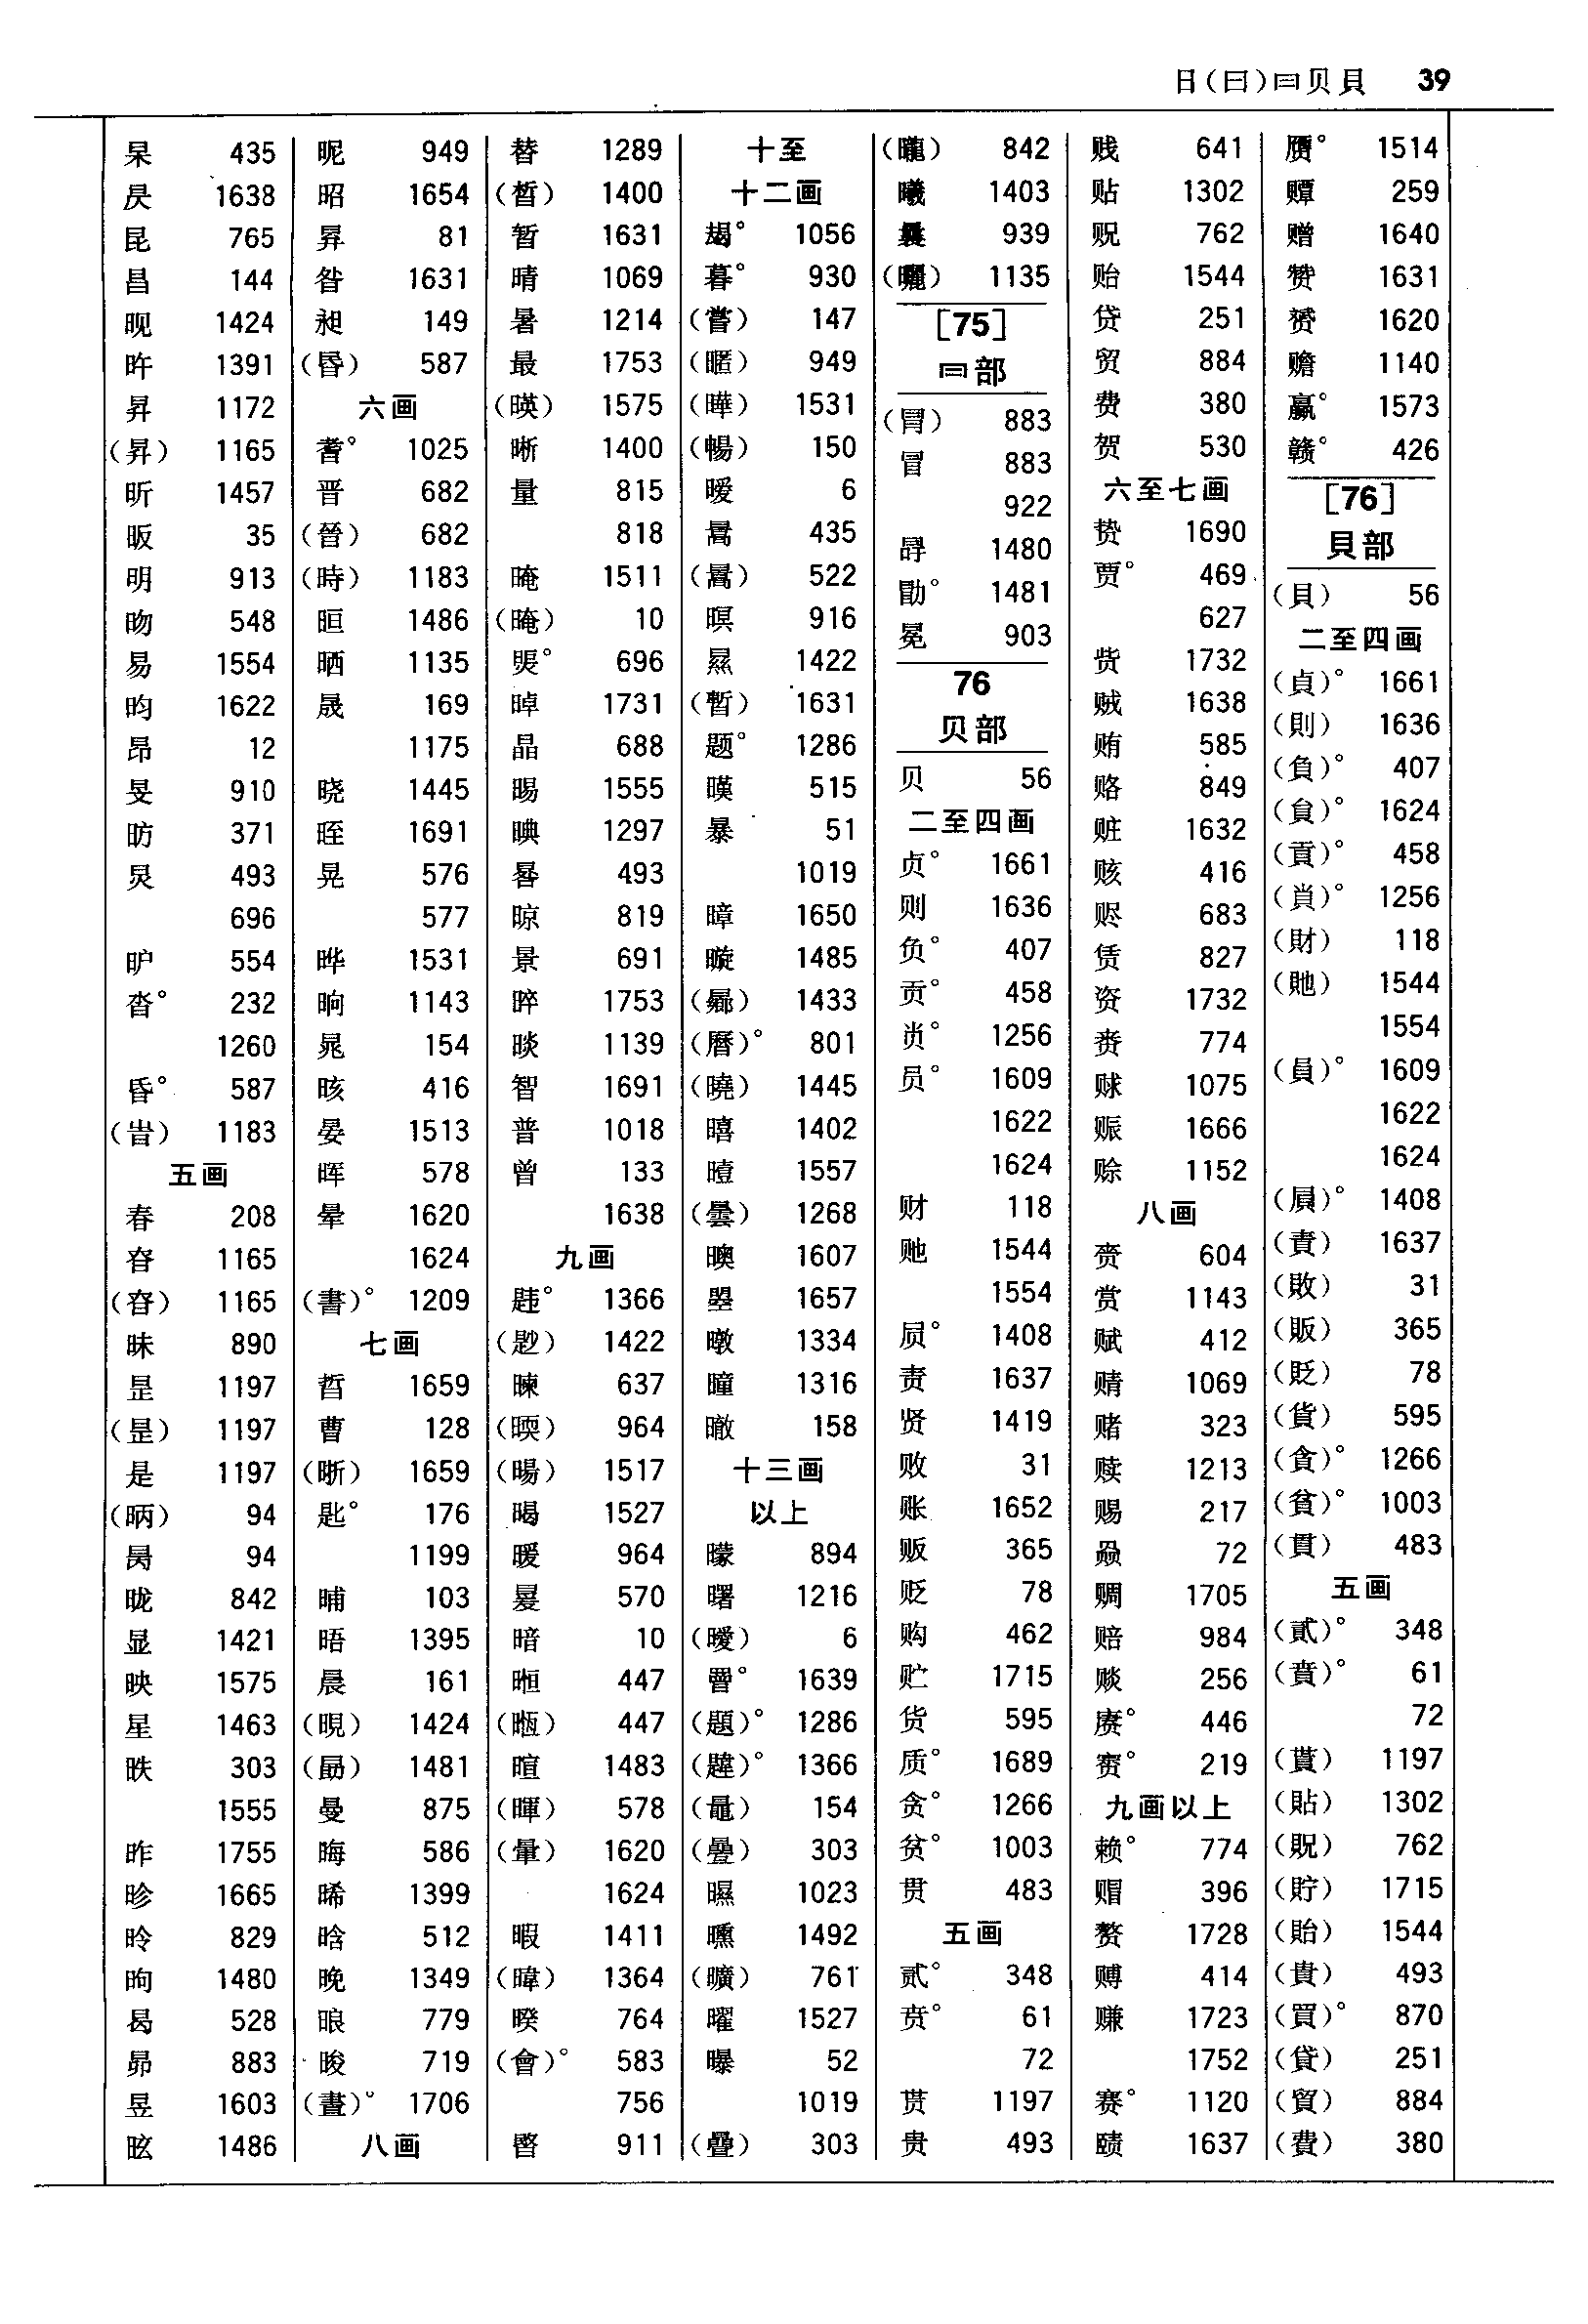 日(曰)⺜贝貝 39
杲 435
昃 1638
昆 765
昌 144
晛 1424
旿 1391
昇 1172
(昇) 1165
昕 1457
昄 35
明 913
昒 548
易 1554
昀 1622
昂 12
旻 910
昉 371
炅 493
696
昈 554
沓° 232
1260
昏° 587
(旹) 1183
五画
春 208
昚 1165
(昚) 1165
昧 890
昰 1197
(昰) 1197
是 1197
(昞) 94
昺 94
昽 842
显 1421
映 1575
星 1463
昳 303
1555
昨 1755
昣 1665
昤 829
昫 1480
曷 528
昴 883
昱 1603
昡 1486
昵 949
昭 1654
昇 81
昝 1631
昶 149
(昬) 587
六画
耆° 1025
晋 682
(晉) 682
(時) 1183
晅 1486
晒 1135
晟 169
1175
晓 1445
晊 1691
晃 576
577
晔 1531
晌 1143
晁 154
晐 416
晏 1513
晖 578
晕 1620
1624
(書)° 1209
七画
晢 1659
曹 128
(晣) 1659
匙° 176
1199
晡 103
晤 1395
晨 161
(晛) 1424
(勗) 1481
曼 875
晦 586
晞 1399
晗 512
晚 1349
㫰 779
晙 719
(晝)° 1706
八画
替 1289
(晳) 1400
暂 1631
晴 1069
暑 1214
最 1753
(暎) 1575
晰 1400
量 815
818
晻 1511
(晻) 10
㬌° 696
晫 1731
晶 688
晹 1555
晪 1297
晷 493
晾 819
景 691
晬 1753
晱 1139
智 1691
普 1018
曾 133
1638
九画
韪° 1366
(尟) 1422
暕 637
(㬉) 964
(暘) 1517
暍 1527
暖 964
㬇 570
暗 10
暅 447
(㬅) 447
暄 1483
(暉) 578
(暈) 1620
1624
暇 1411
(暐) 1364
暌 764
(會)° 583
756
暋 911
十至
十二画
朅° 1056
暮° 930
(嘗) 147
(暱) 949
(曄) 1531
(暢) 150
暧 6
暠 435
(暠) 522
暝 916
㬎 1422
(暫) 1631
题° 1286
暵 515
暴 51
1019
暲 1650
暶 1485
(㬠) 1433
(曆)° 801
(曉) 1445
暿 1402
曀 1557
(曇) 1268
㬂 1607
曌 1657
暾 1334
曈 1316
㬚 158
十三画
以上
曚 894
曙 1216
(曖) 6
罾° 1639
(題)° 1286
(韙)° 1366
(鼂) 154
(疊) 303
㬤 1023
曛 1492
(曠) 761
曜 1527
曝 52
1019
(疉) 303
(曨) 842
曦 1403
曩 939
(曬) 1135
[75]
⺜部
(冐) 883
冒 883
922
冔 1480
勖° 1481
冕 903
76
贝部
贝 56
二至四画
贞° 1661
则 1636
负° 407
贡° 458
肖° 1256
员° 1609
1622
1624
财 118
貤 1544
1554
屃° 1408
责 1637
贤 1419
败 31
账 1652
贩 365
贬 78
购 462
贮 1715
货 595
质° 1689
贪° 1266
贫° 1003
贯 483
五画
贰° 348
贲° 61
72
贳 1197
贵 493
贱 641
贴 1302
贶 762
贻 1544
贷 251
贸 884
费 380
贺 530
六至七画
贽 1690
贾° 469
627
赀 1732
贼 1638
贿 585
赂 849
赃 1632
赅 416
赆 683
赁 827
资 1732
赉 774
赇 1075
赈 1666
赊 1152
八画
赍 604
赏 1143
赋 412
赌 323
赎 1213
赐 217
赑 72
赒 1705
赔 984
赕 256
赓° 446
賨° 219
九画以上
赖° 774
赗 396
赘 1728
赙 414
赚 1723
1752
赛° 1120
赜 1637
赝° 1514
赠 1640
赞 1631
赟 1620
赡 1140
赢° 1573
赣° 426
[76]
貝部
(貝) 56
二至四画
(貞)° 1661
(則) 1636
(負)° 407
(負)° 1624
(貢)° 458
(貨)° 1256
(財) 118
(貤) 1544
1554
(員)° 1609
1622
1624
(屓)° 1408
(責) 1637
(敗) 31
(販) 365
(貶) 78
(貨) 595
(貪)° 1266
(貧)° 1003
(貫) 483
五画
(貳)° 348
(賁)° 61
72
(貰) 1197
(貼) 1302
(貺) 762
(貯) 1715
(貽) 1544
(貴) 493
(買)° 870
(貸) 251
(貿) 884
(費) 380